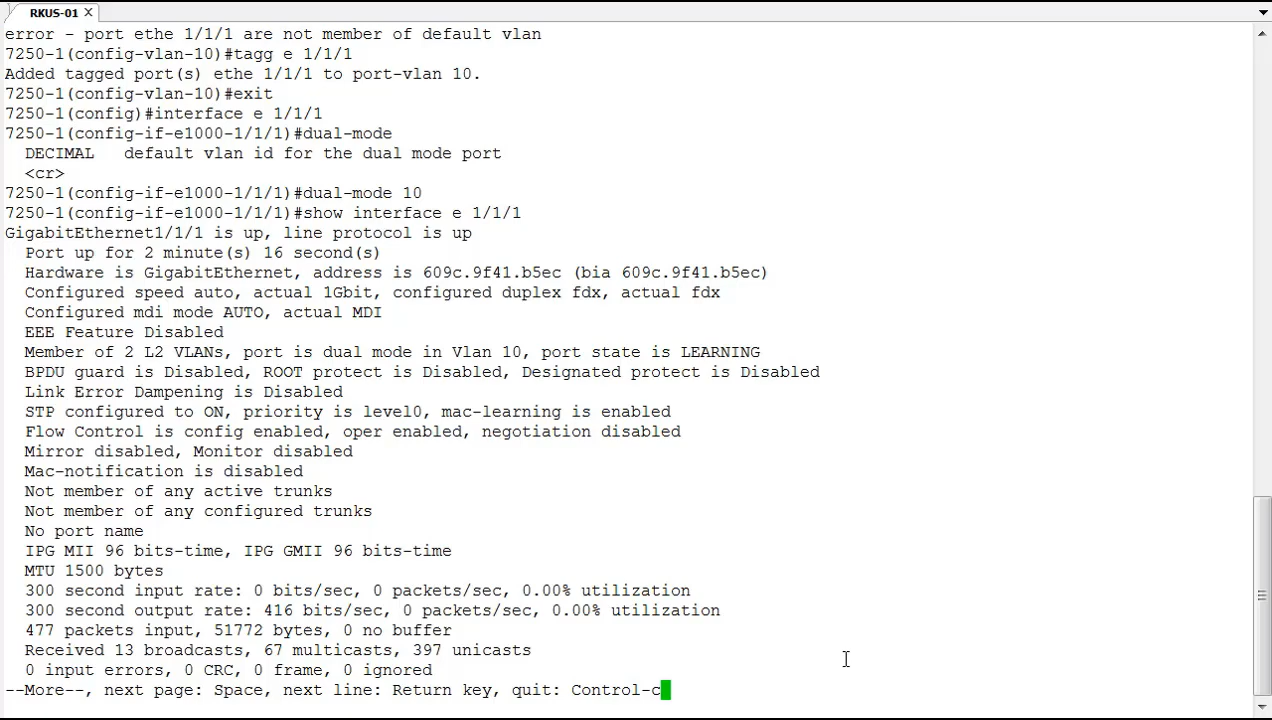 RKUS-01 X
error - port ethe 1/1/1 are not member of default vlan
7250-1(config-vlan-10)#tagg e 1/1/1
Added tagged port(s) ethe 1/1/1 to port-vlan 10.
7250-1(config-vlan-10)#exit
7250-1(config)#interface e 1/1/1
7250-1(config-if-e1000-1/1/1)#dual-mode
  DECIMAL   default vlan id for the dual mode port
  <cr>
7250-1(config-if-e1000-1/1/1)#dual-mode 10
7250-1(config-if-e1000-1/1/1)#show interface e 1/1/1
GigabitEthernet1/1/1 is up, line protocol is up
  Port up for 2 minute(s) 16 second(s)
  Hardware is GigabitEthernet, address is 609c.9f41.b5ec (bia 609c.9f41.b5ec)
  Configured speed auto, actual 1Gbit, configured duplex fdx, actual fdx
  Configured mdi mode AUTO, actual MDI
  EEE Feature Disabled
  Member of 2 L2 VLANs, port is dual mode in Vlan 10, port state is LEARNING
  BPDU guard is Disabled, ROOT protect is Disabled, Designated protect is Disabled
  Link Error Dampening is Disabled
  STP configured to ON, priority is level0, mac-learning is enabled
  Flow Control is config enabled, oper enabled, negotiation disabled
  Mirror disabled, Monitor disabled
  Mac-notification is disabled
  Not member of any active trunks
  Not member of any configured trunks
  No port name
  IPG MII 96 bits-time, IPG GMII 96 bits-time
  MTU 1500 bytes
  300 second input rate: 0 bits/sec, 0 packets/sec, 0.00% utilization
  300 second output rate: 416 bits/sec, 0 packets/sec, 0.00% utilization
  477 packets input, 51772 bytes, 0 no buffer
  Received 13 broadcasts, 67 multicasts, 397 unicasts
  0 input errors, 0 CRC, 0 frame, 0 ignored
--More--, next page: Space, next line: Return key, quit: Control-c